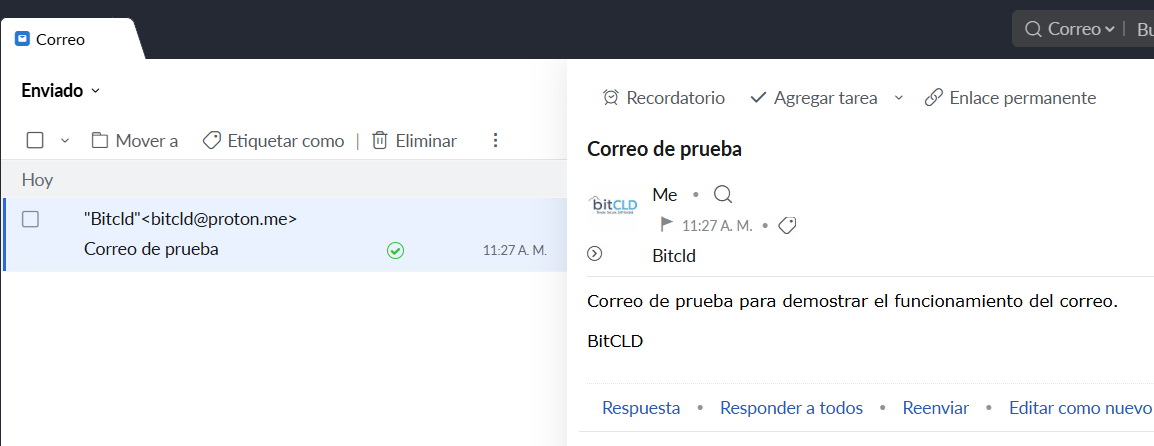 Correo
Correo
Enviado
Mover a
Etiquetar como
Eliminar
Hoy
"Bitcld"<bitcld@proton.me>
Correo de prueba
11:27 A. M.
Recordatorio
Agregar tarea
Enlace permanente
Correo de prueba
bitCLD
Me
11:27 A. M.
Bitcld
Correo de prueba para demostrar el funcionamiento del correo.
BitCLD
Respuesta • Responder a todos • Reenviar • Editar como nuevo